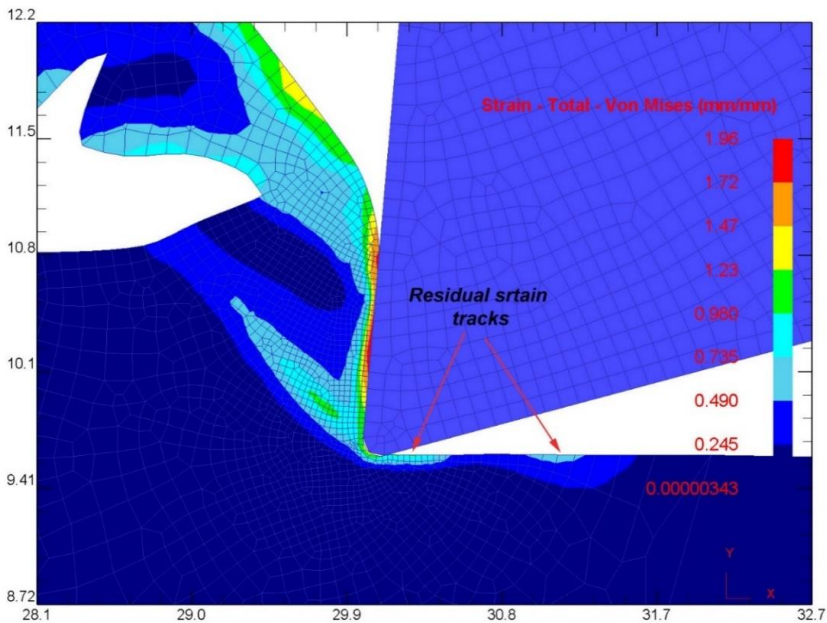 12.2
Strain - Total - Von Mises (mm/mm)
1.96
11.5
1.72
1.47
10.8
1.23
Residual srtain
tracks
0.980
10.1
0.735
0.490
0.245
9.41
0.00000343
Y
X
8.72
28.1 29.0 29.9 30.8 31.7 32.7